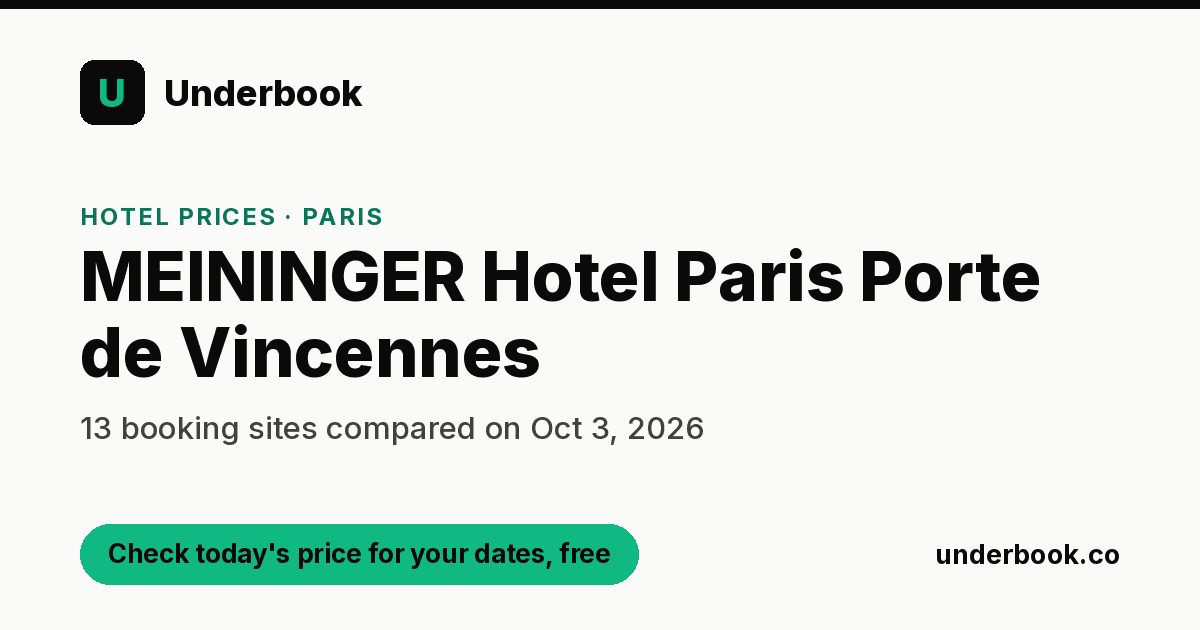 U Underbook
HOTEL PRICES · PARIS
MEININGER Hotel Paris Porte
de Vincennes
13 booking sites compared on Oct 3, 2026
Check today's price for your dates, free
underbook.co